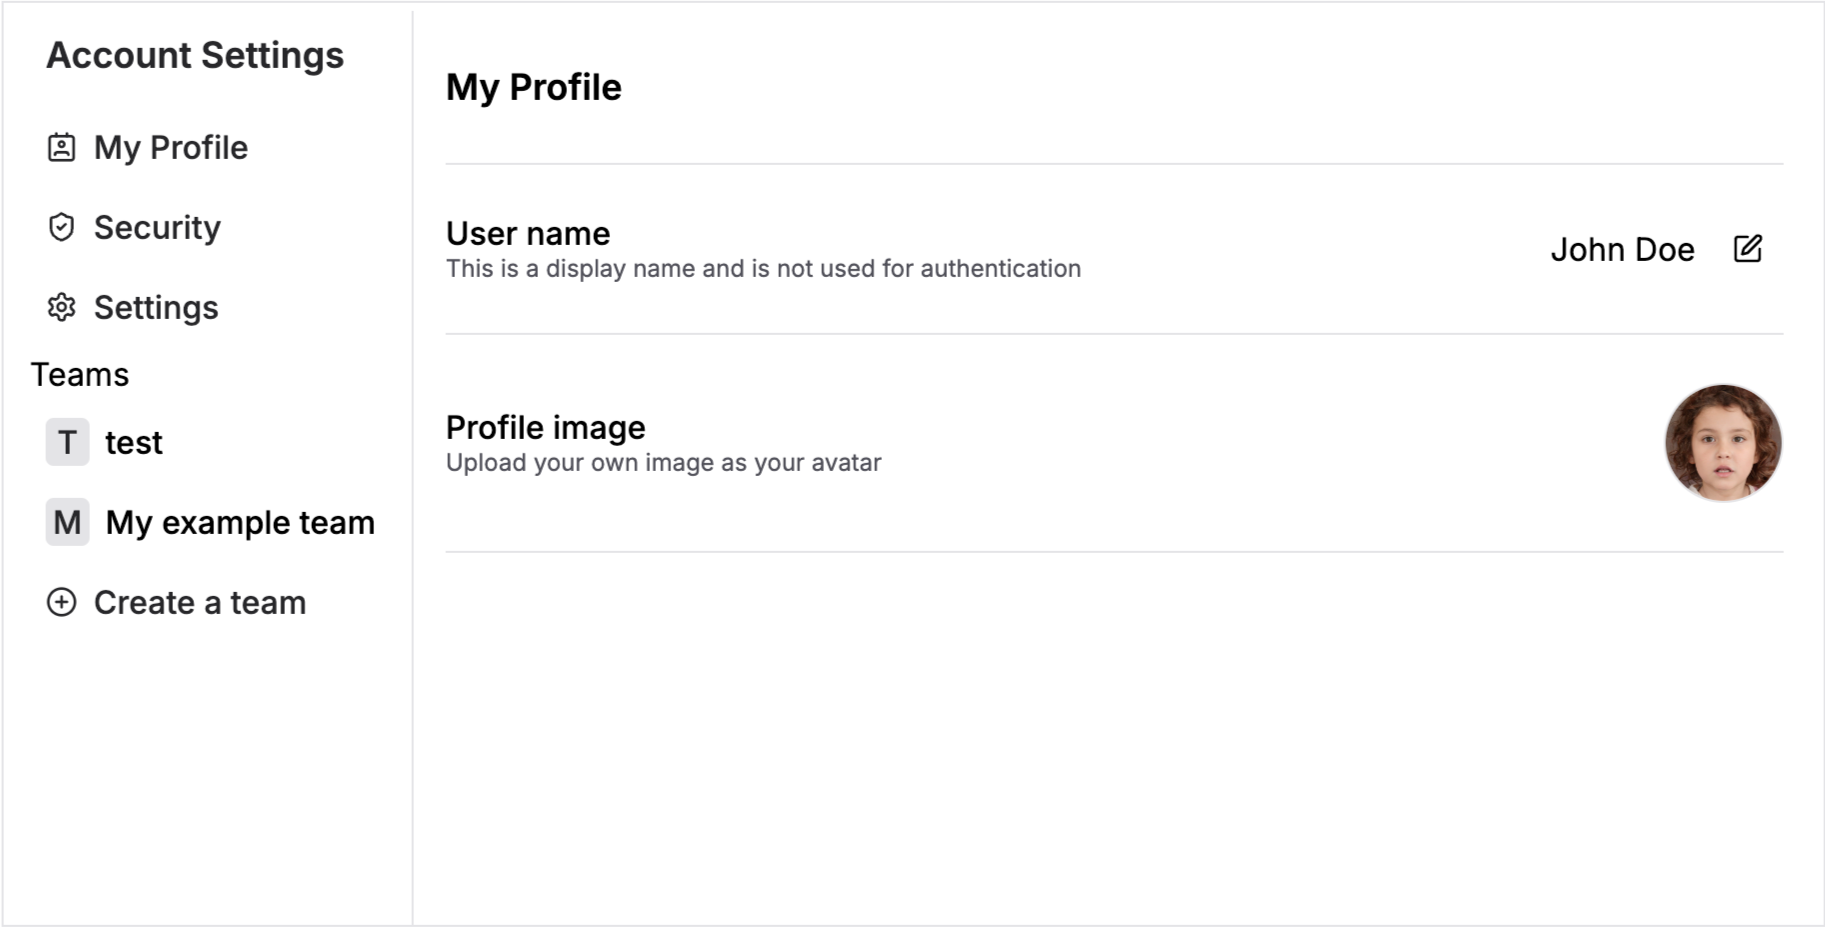 Account Settings
My Profile
Security
Settings
Teams
T test
M My example team
Create a team
My Profile
User name
This is a display name and is not used for authentication
John Doe
Profile image
Upload your own image as your avatar